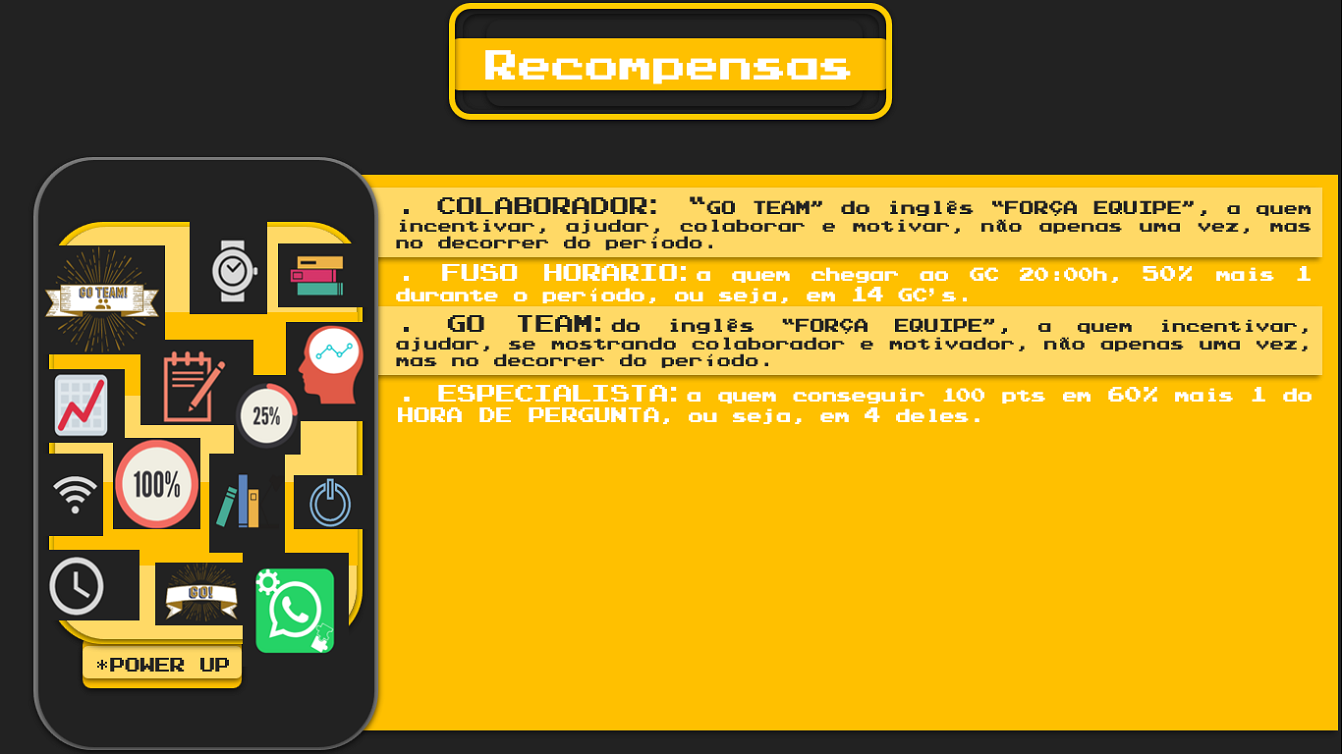 Recompensas
. COLABORADOR: “GO TEAM” do inglês “FORÇA EQUIPE”, a quem
incentivar, ajudar, colaborar e motivar, não apenas uma vez, mas
no decorrer do período.
. FUSO HORARIO: a quem chegar ao GC 20:00h, 50% mais 1
durante o período, ou seja, em 14 GC’s.
. GO TEAM: do inglês “FORÇA EQUIPE”, a quem incentivar,
ajudar, se mostrando colaborador e motivador, não apenas uma vez,
mas no decorrer do período.
. ESPECIALISTA: a quem conseguir 100 pts em 60% mais 1 do
HORA DE PERGUNTA, ou seja, em 4 deles.
GO TEAM!
25%
100%
GO!
*POWER UP